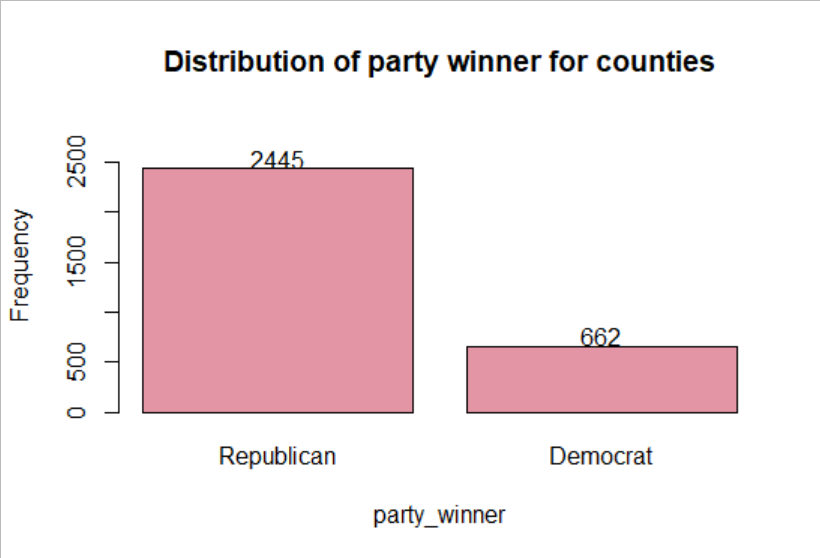 Distribution of party winner for counties
2500
1500
500
0
Frequency
2445
662
Republican
Democrat
party_winner